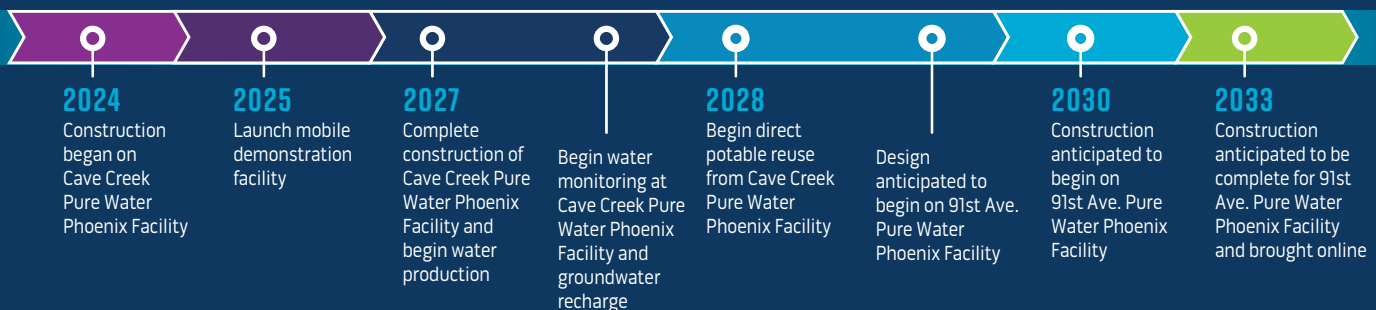 2024
Construction
began on
Cave Creek
Pure Water
Phoenix Facility
2025
Launch mobile
demonstration
facility
2027
Complete
construction of
Cave Creek Pure
Water Phoenix
Facility and
begin water
production
Begin water
monitoring at
Cave Creek Pure
Water Phoenix
Facility and
groundwater
recharge
2028
Begin direct
potable reuse
from Cave Creek
Pure Water
Phoenix Facility
Design
anticipated to
begin on 91st Ave.
Pure Water
Phoenix Facility
2030
Construction
anticipated to
begin on
91st Ave. Pure
Water Phoenix
Facility
2033
Construction
anticipated to be
complete for 91st
Ave. Pure Water
Phoenix Facility
and brought online